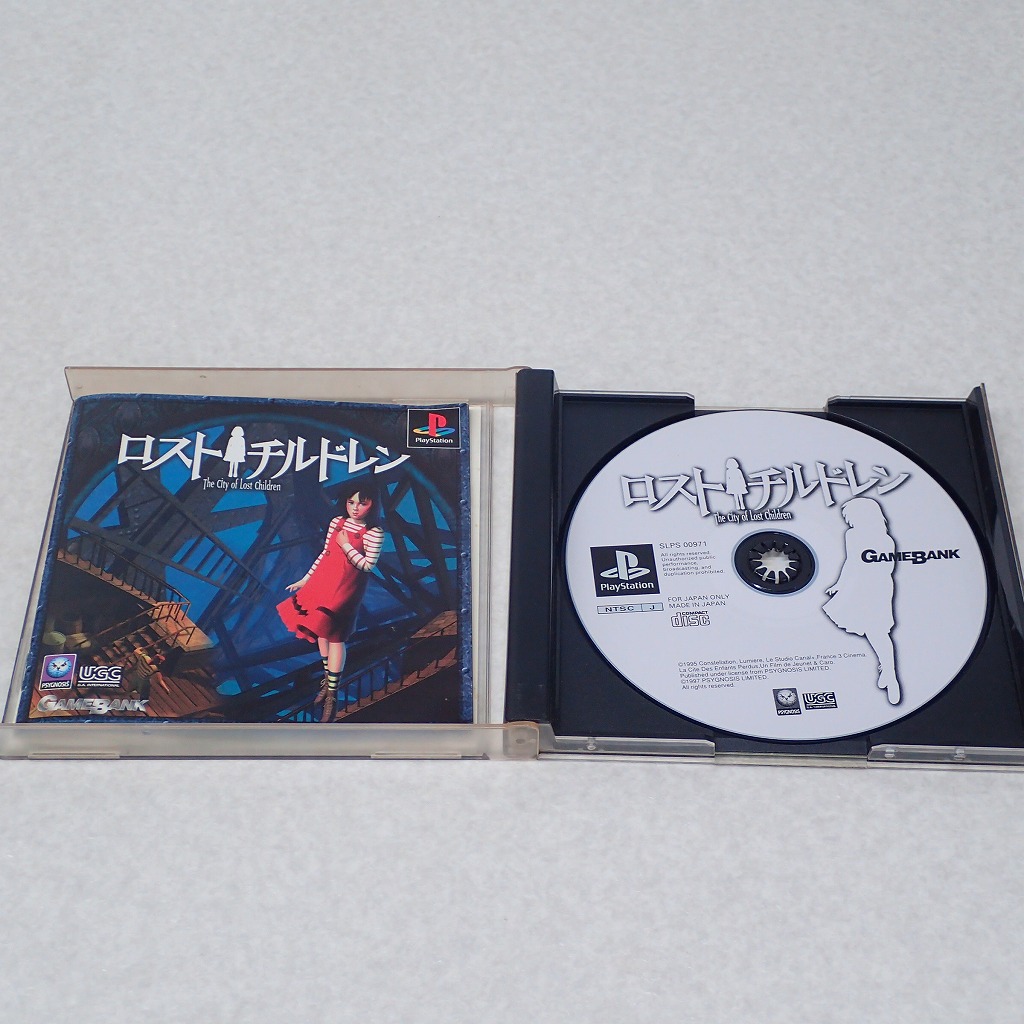 ロスト チルドレン
The City of Lost Children
PlayStation
PSYGNOSIS
UGC
GAMEBANK
ロスト チルドレン
The City of Lost Children
SLPS 00971
All rights reserved.
Unauthorized public
performance,
broadcasting, and
duplication prohibited.
PlayStation
NTSC J
FOR JAPAN ONLY
MADE IN JAPAN
COMPACT
disc
GAMEBANK
©1995 Constellation, Lumiere, Le Studio Canal+, France 3 Cinema,
La Cite Des Enfants Perdus, Un Film de Jeunet & Caro.
Published under license from PSYGNOSIS LIMITED.
©1997 PSYGNOSIS LIMITED.
All rights reserved.
PSYGNOSIS
UGC